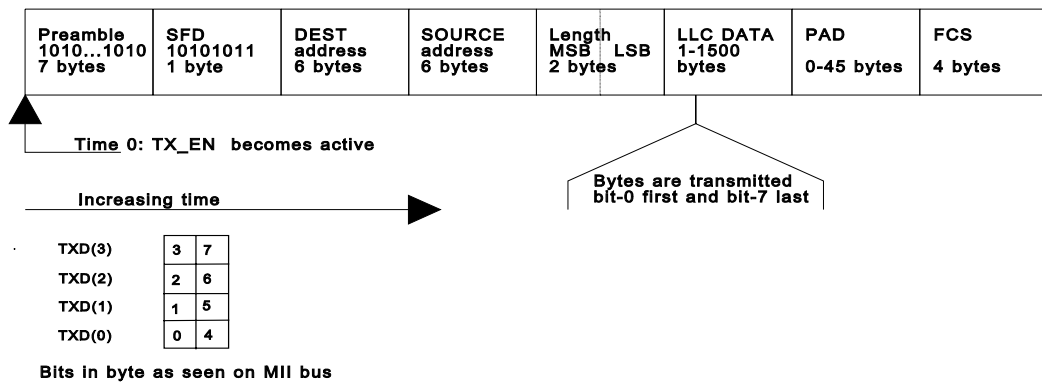 Preamble
1010...1010
7 bytes
SFD
10101011
1 byte
DEST
address
6 bytes
SOURCE
address
6 bytes
Length
MSB LSB
2 bytes
LLC DATA
1-1500
bytes
PAD
0-45 bytes
FCS
4 bytes
Time 0: TX_EN becomes active
Bytes are transmitted
bit-0 first and bit-7 last
Increasing time
TXD(3) 3 7
TXD(2) 2 6
TXD(1) 1 5
TXD(0) 0 4
Bits in byte as seen on MII bus